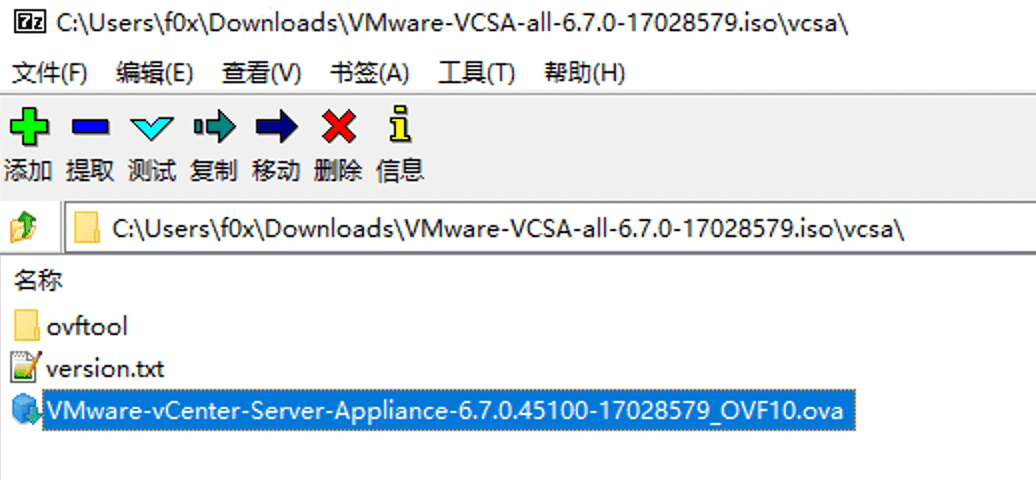 7z C:\Users\f0x\Downloads\VMware-VCSA-all-6.7.0-17028579.iso\vcsa\
文件(F) 编辑(E) 查看(V) 书签(A) 工具(T) 帮助(H)
添加 提取 测试 复制 移动 删除 信息
C:\Users\f0x\Downloads\VMware-VCSA-all-6.7.0-17028579.iso\vcsa\
名称
ovftool
version.txt
VMware-vCenter-Server-Appliance-6.7.0.45100-17028579_OVF10.ova